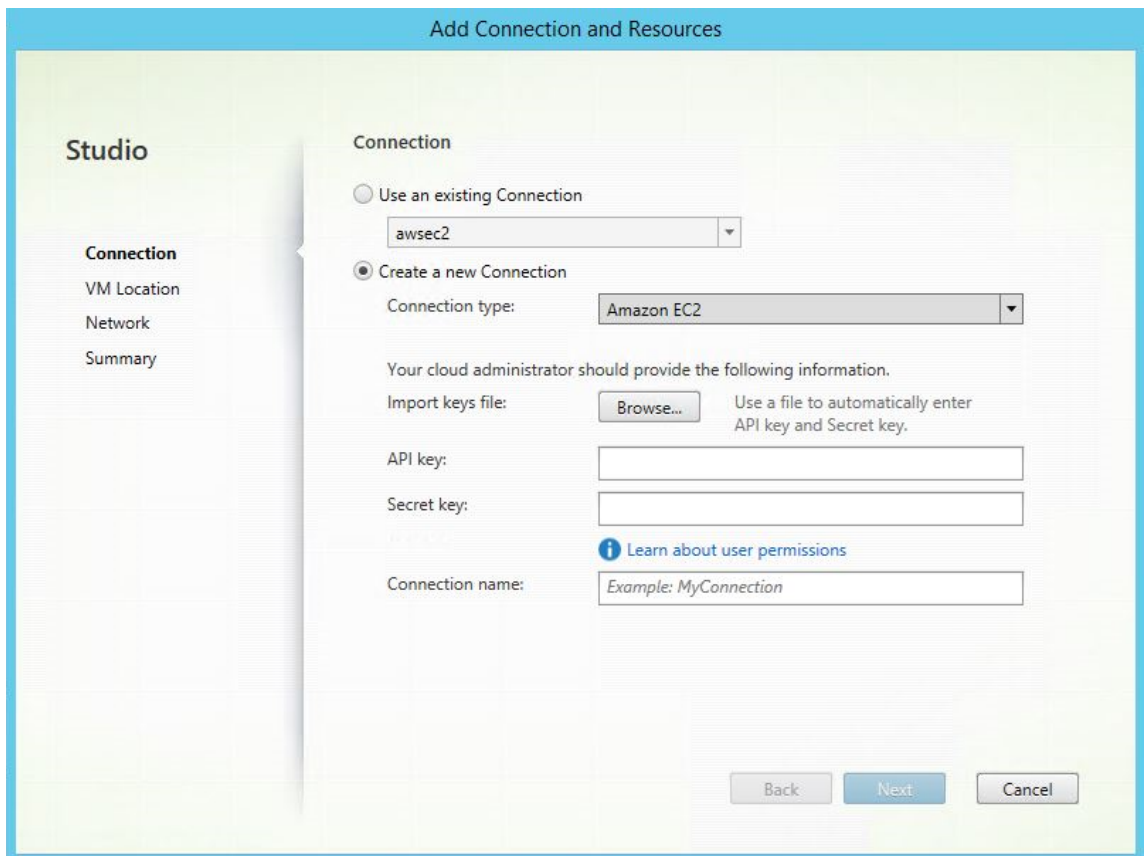 Add Connection and Resources
Studio
Connection
VM Location
Network
Summary
Connection
Use an existing Connection
awsec2
Create a new Connection
Connection type:
Amazon EC2
Your cloud administrator should provide the following information.
Import keys file:
Browse...
Use a file to automatically enter
API key and Secret key.
API key:
Secret key:
Learn about user permissions
Connection name:
Example: MyConnection
Back
Next
Cancel